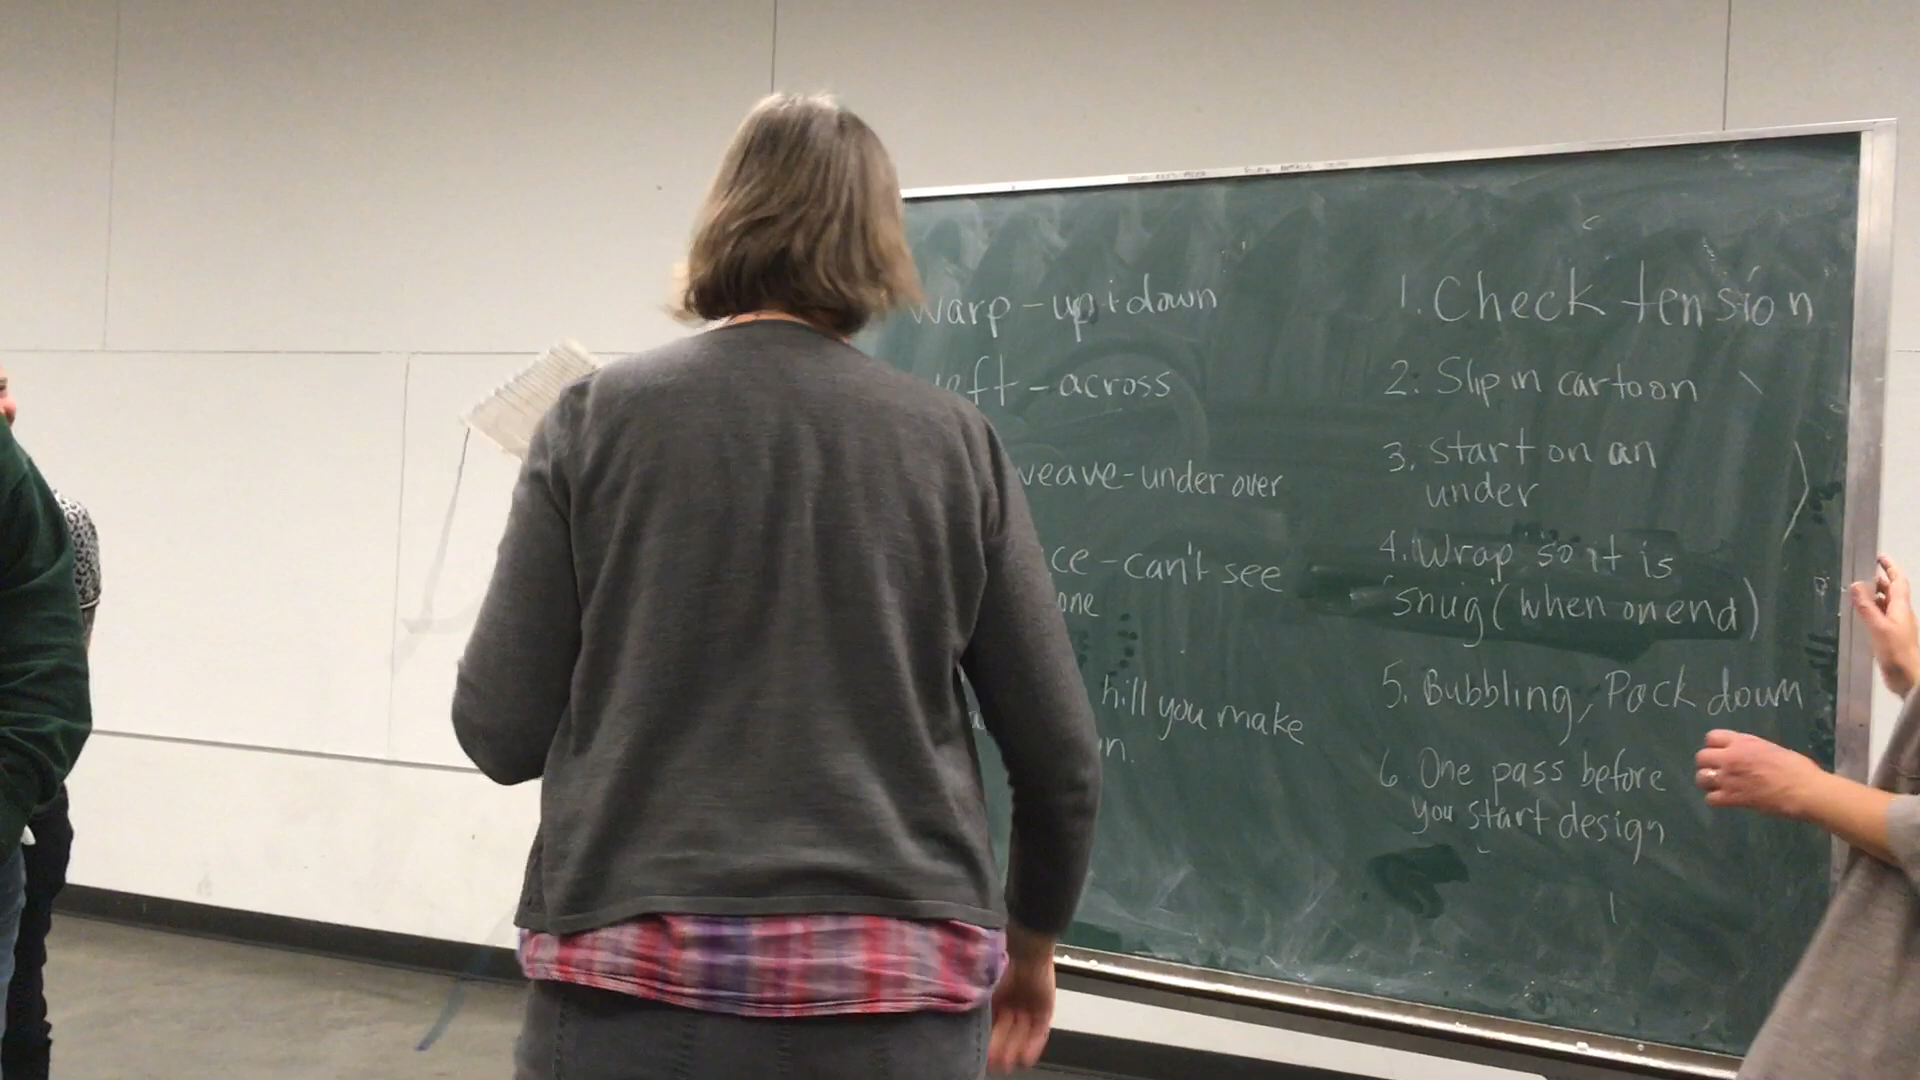 warp - up + down
weft - across
weave - under over
can't see
one
hill you make
1. Check tension
2. Slip in cartoon
3. start on an
under
4. Wrap so it is
snug (when on end)
5. Bubbling, Pack down
6. One pass before
you start design